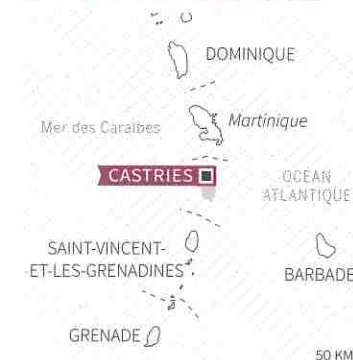 DOMINIQUE
Martinique
Mer des Caraïbes
CASTRIES
OCÉAN
ATLANTIQUE
SAINT-VINCENT-
ET-LES-GRENADINES
BARBADE
GRENADE
50 KM